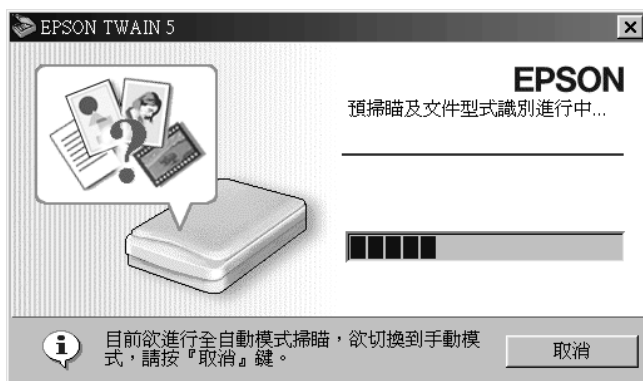 EPSON TWAIN 5
EPSON
預掃瞄及文件型式識別進行中...
目前欲進行全自動模式掃瞄，欲切換到手動模
式，請按『取消』鍵。
取消